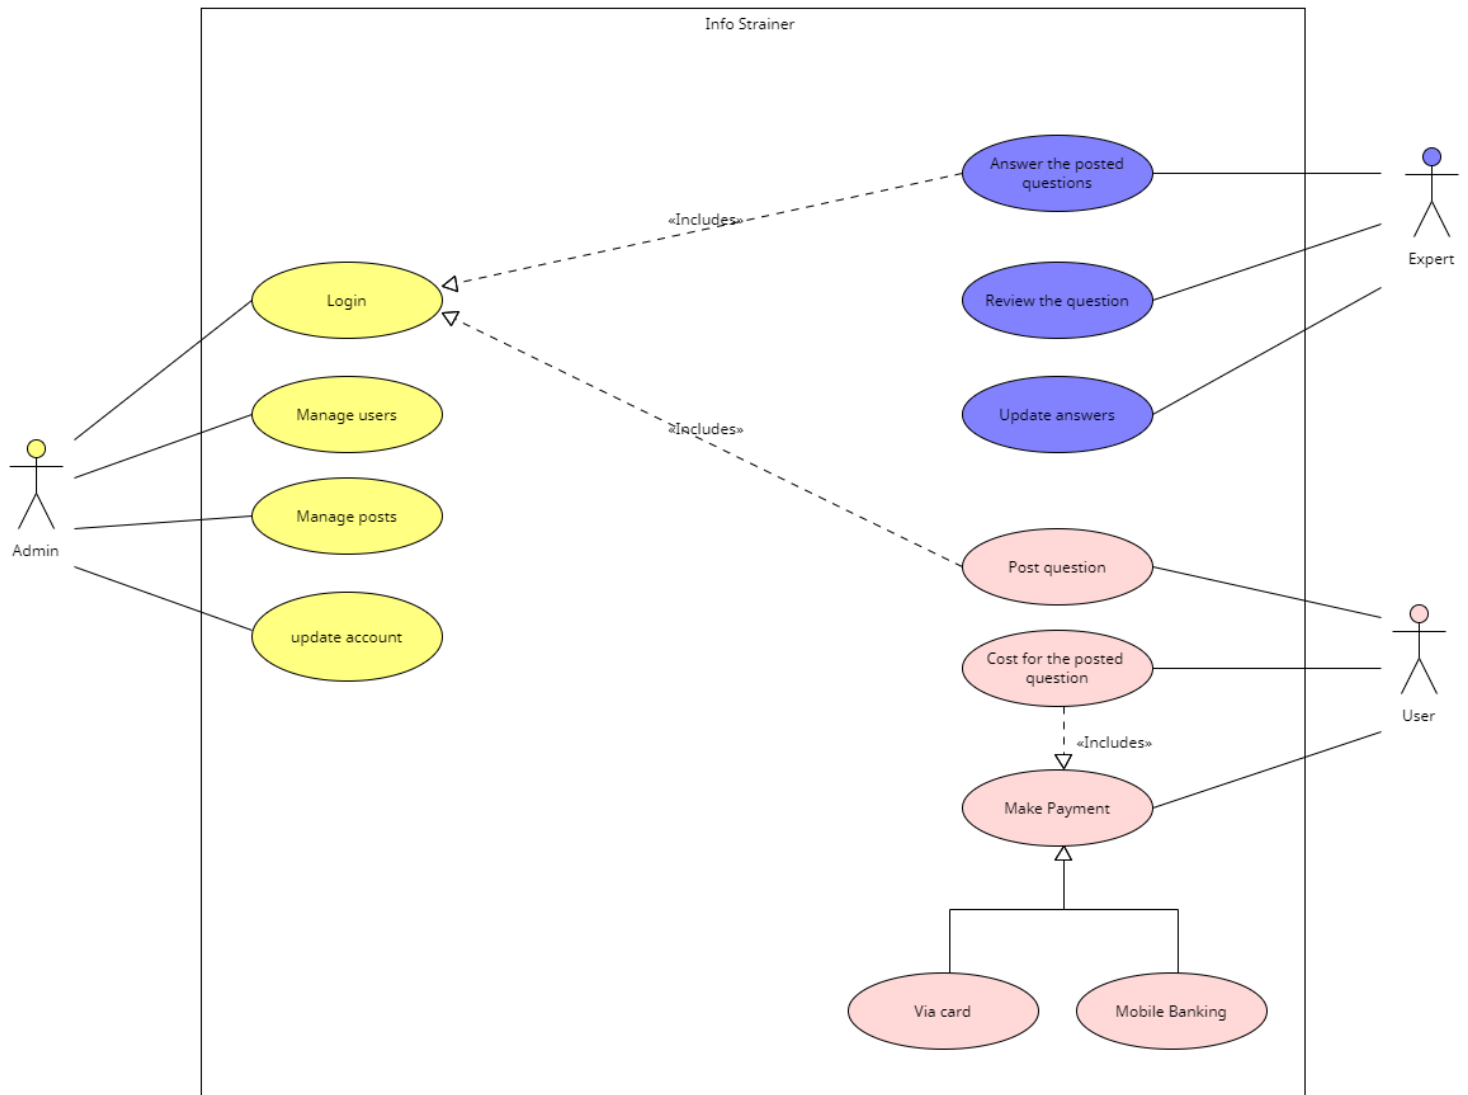 Info Strainer
Answer the posted
questions
«Includes»
Expert
Login
Review the question
Manage users
Update answers
«Includes»
Manage posts
Admin
Post question
update account
Cost for the posted
question
User
«Includes»
Make Payment
Via card
Mobile Banking